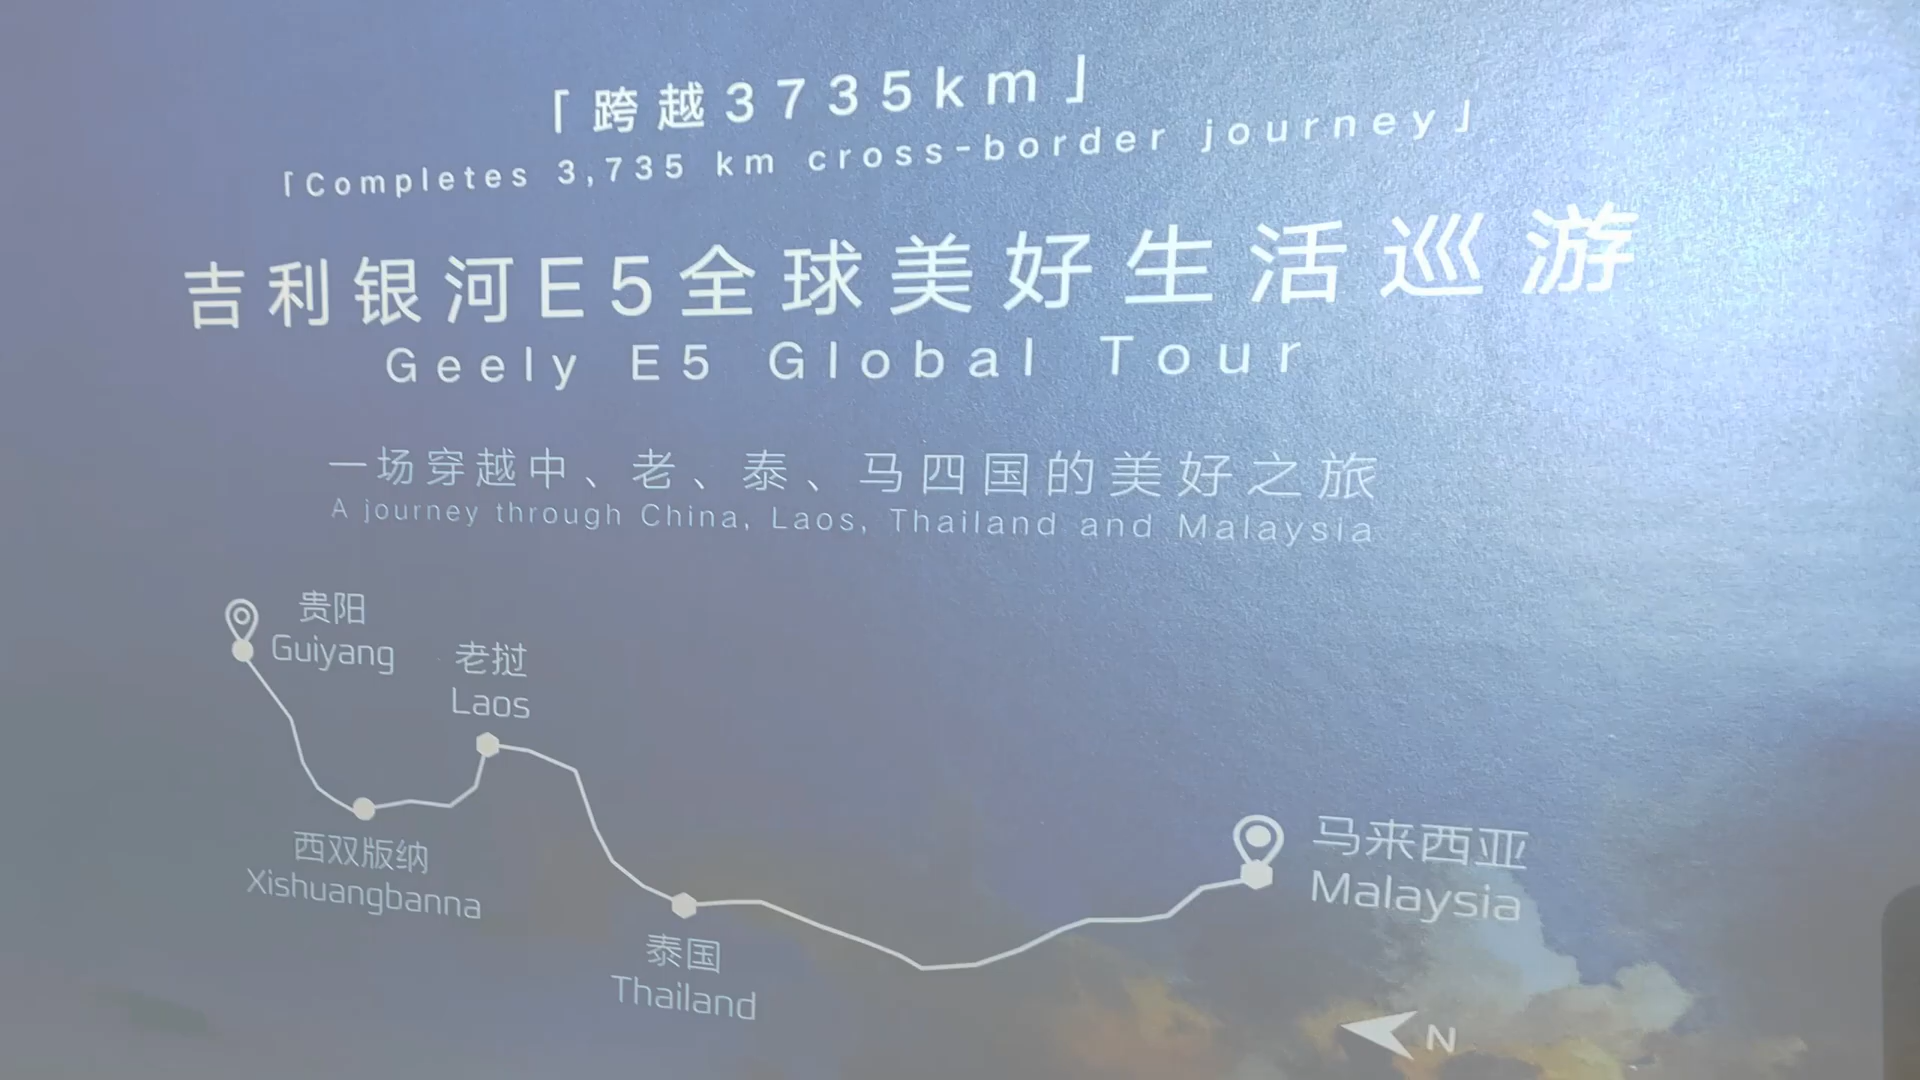 「跨越3735km」
「Completes 3,735 km cross-border journey」
吉利银河E5全球美好生活巡游
Geely E5 Global Tour
一场穿越中、老、泰、马四国的美好之旅
A journey through China, Laos, Thailand and Malaysia
贵阳
Guiyang
老挝
Laos
西双版纳
Xishuangbanna
泰国
Thailand
马来西亚
Malaysia
N